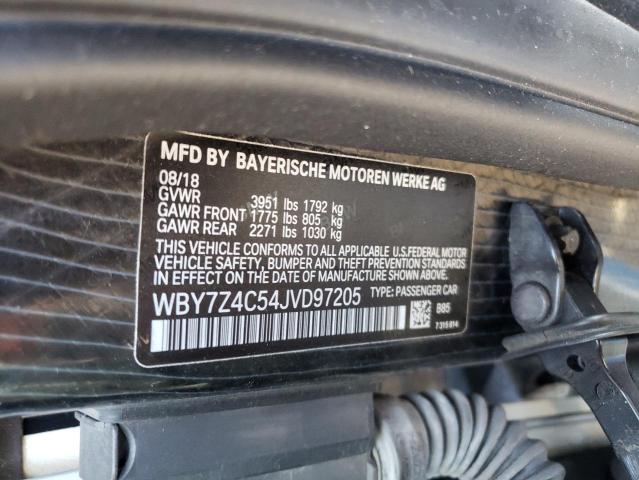 MFD BY BAYERISCHE MOTOREN WERKE AG
08/18
GVWR 3951 lbs 1792 kg
GAWR FRONT 1775 lbs 805 kg
GAWR REAR 2271 lbs 1030 kg
THIS VEHICLE CONFORMS TO ALL APPLICABLE U.S.FEDERAL MOTOR
VEHICLE SAFETY, BUMPER AND THEFT PREVENTION STANDARDS
IN EFFECT ON THE DATE OF MANUFACTURE SHOWN ABOVE.
WBY7Z4C54JVD97205 TYPE: PASSENGER CAR
B85